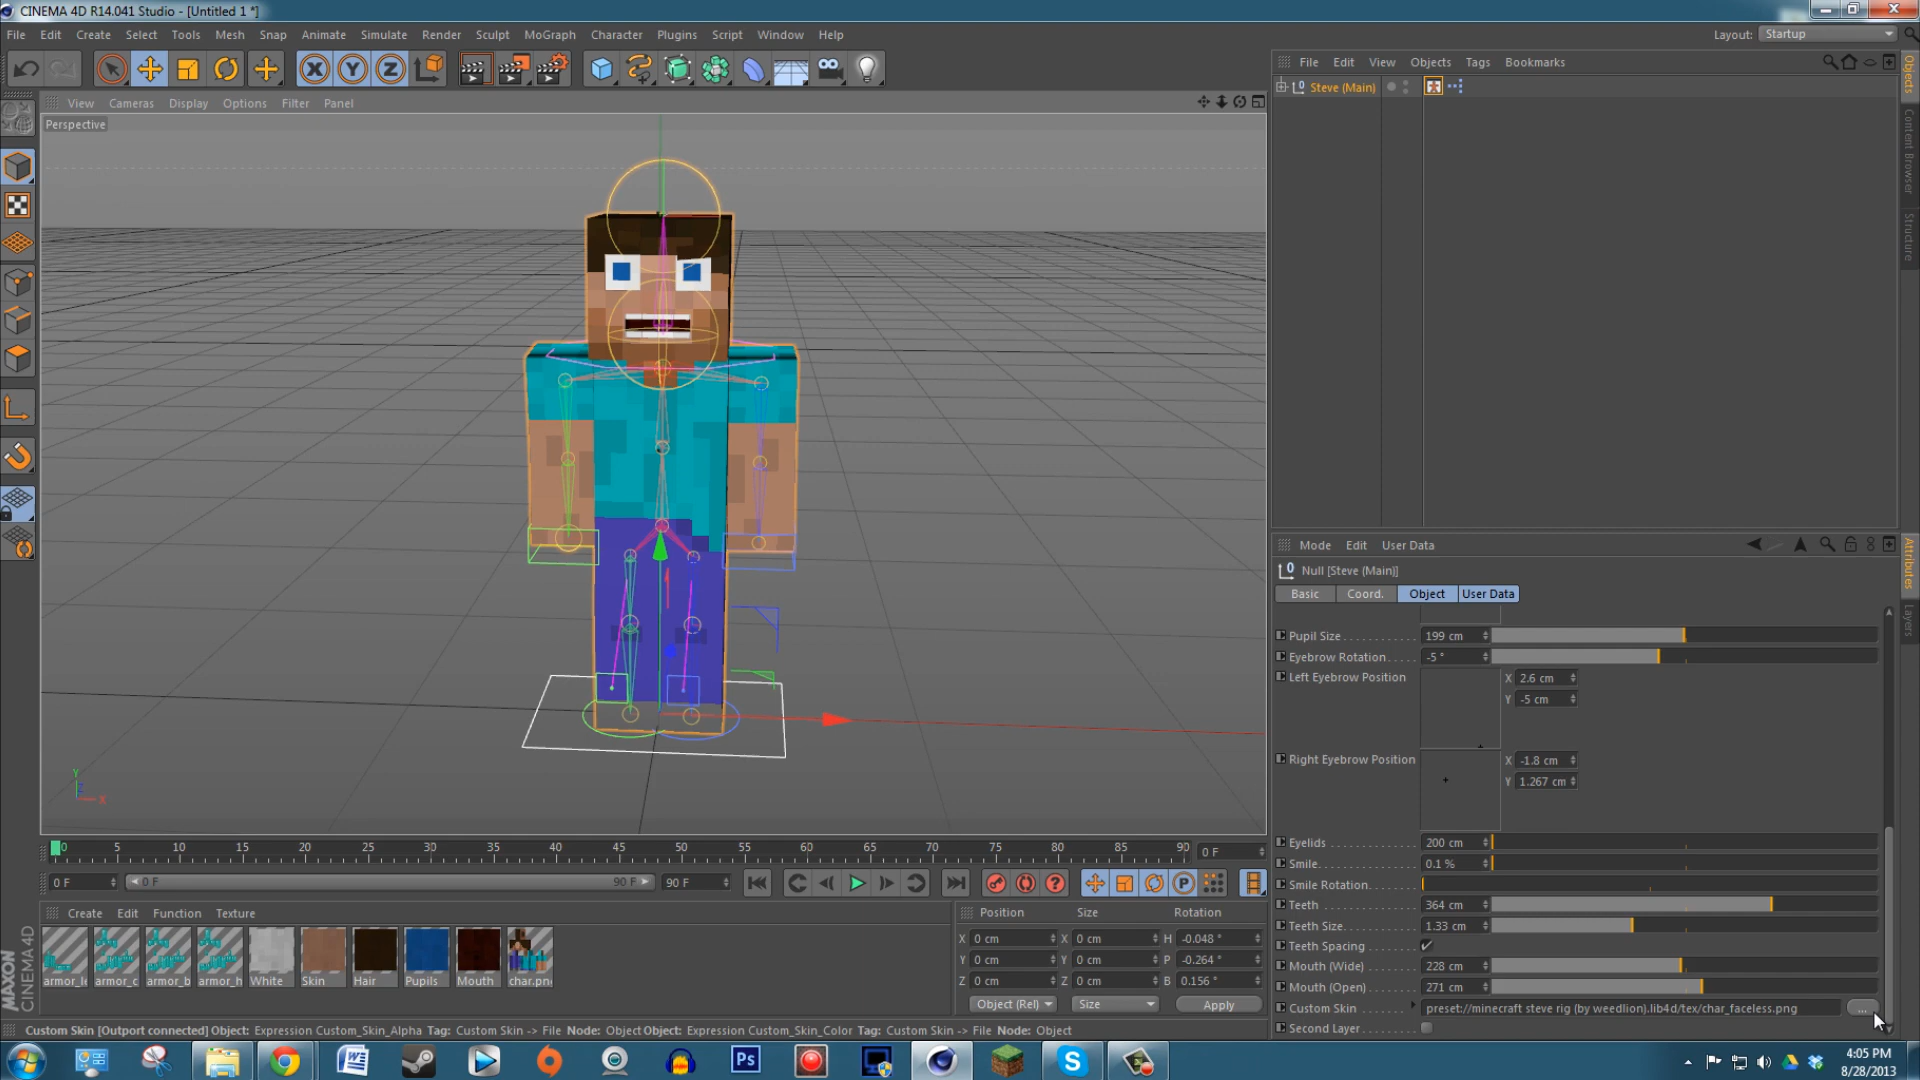 CINEMA 4D R14.041 Studio - [Untitled 1 *]
File Edit Create Select Tools Mesh Snap Animate Simulate Render Sculpt MoGraph Character Plugins Script Window Help
Layout: Startup
View Cameras Display Options Filter Panel
Perspective
File Edit View Objects Tags Bookmarks
Steve (Main)
Objects
Content Browser
Structure
Mode Edit User Data
Null [Steve (Main)]
Basic Coord. Object User Data
Attributes
Layers
Pupil Size 199 cm
Eyebrow Rotation -5 °
Left Eyebrow Position X 2.6 cm
Y -5 cm
Right Eyebrow Position X -1.8 cm
Y 1.267 cm
Eyelids 200 cm
Smile 0.1 %
Smile Rotation
Teeth 364 cm
Teeth Size 1.33 cm
Teeth Spacing
Mouth (Wide) 228 cm
Mouth (Open) 271 cm
Custom Skin preset://minecraft steve rig (by weedlion).lib4d/tex/char_faceless.png ...
Second Layer
Y
X
0 5 10 15 20 25 30 35 40 45 50 55 60 65 70 75 80 85 90 0 F
0 F 0 F 90 F 90 F
Create Edit Function Texture
armor_le armor_c armor_b armor_h White Skin Hair Pupils Mouth char.pn
Position Size Rotation
X 0 cm X 0 cm H -0.048 °
Y 0 cm Y 0 cm P -0.264 °
Z 0 cm Z 0 cm B 0.156 °
Object (Rel) Size Apply
MAXON CINEMA 4D
Custom Skin [Outport connected] Object: Expression Custom_Skin_Alpha Tag: Custom Skin -> File Node: Object Object: Expression Custom_Skin_Color Tag: Custom Skin -> File Node: Object
4:05 PM
8/28/2013